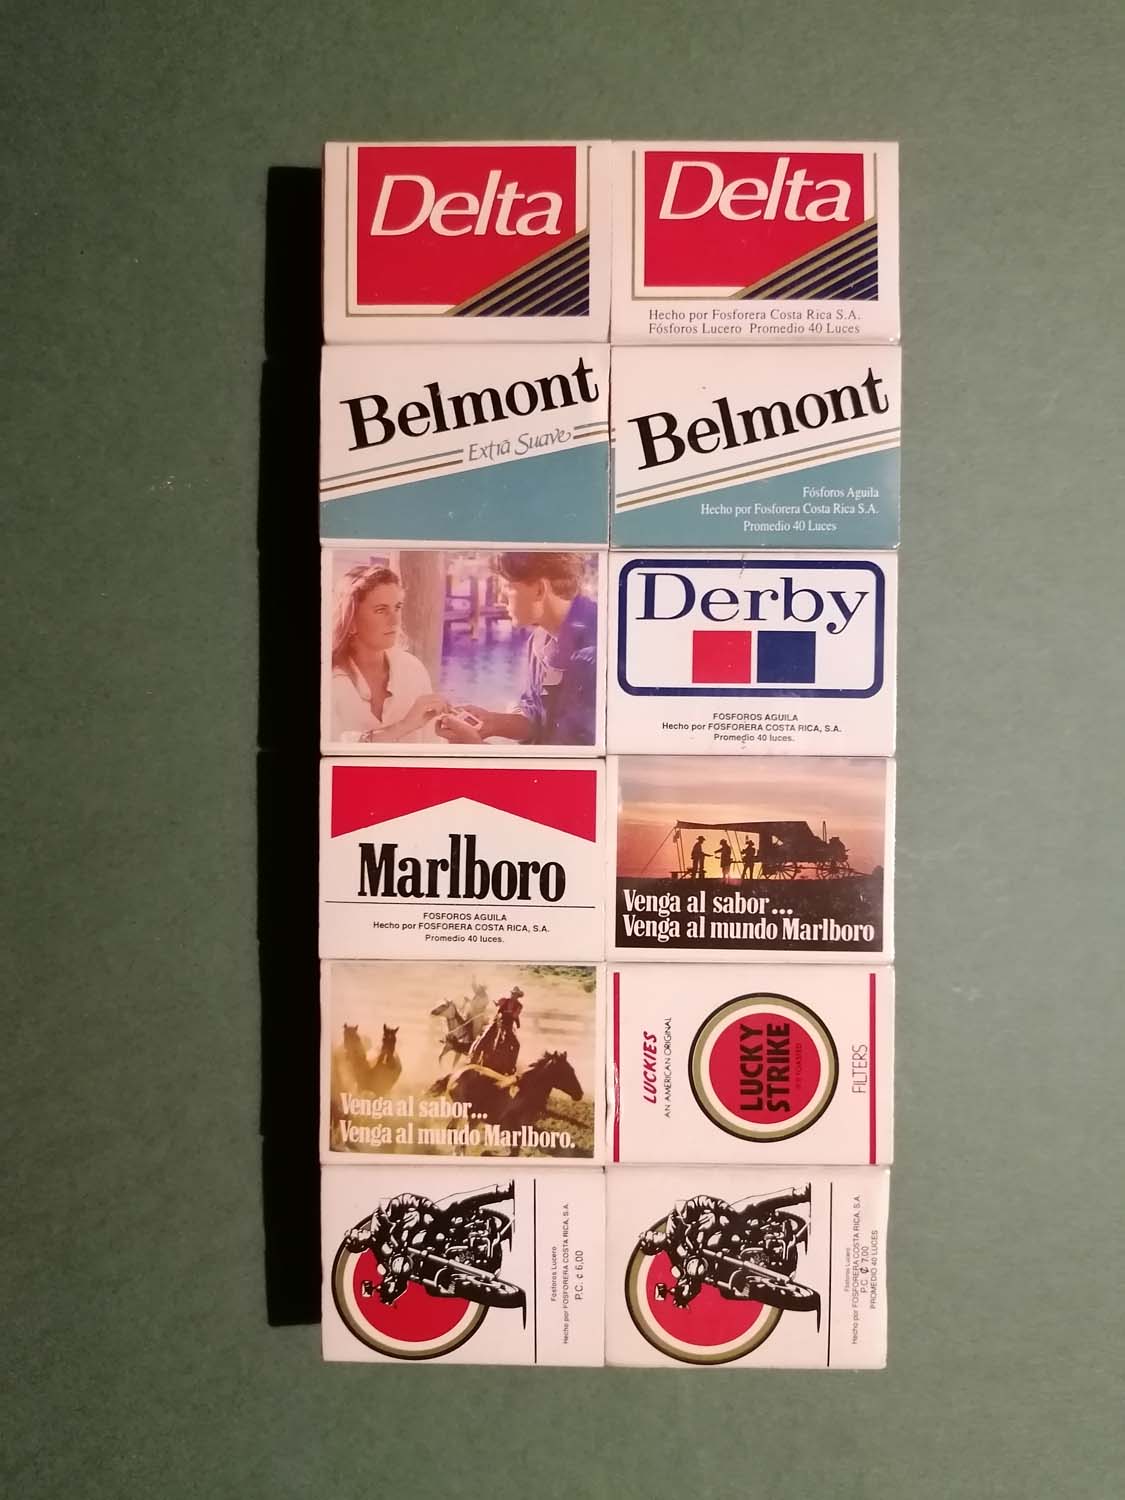 Delta
Delta
Hecho por Fosforera Costa Rica S.A.
Fósforos Lucero Promedio 40 Luces
Belmont
Extra Suave
Belmont
Fósforos Aguila
Hecho por Fosforera Costa Rica S.A.
Promedio 40 Luces
Derby
FOSFOROS AGUILA
Hecho por FOSFORERA COSTA RICA, S.A.
Promedio 40 luces.
Marlboro
FOSFOROS AGUILA
Hecho por FOSFORERA COSTA RICA, S.A.
Promedio 40 luces.
Venga al sabor...
Venga al mundo Marlboro
Venga al sabor...
Venga al mundo Marlboro.
LUCKIES
AN AMERICAN ORIGINAL
LUCKY
STRIKE
IT'S TOASTED
FILTERS
Fósforos Lucero
Hecho por FOSFORERA COSTA RICA, S.A.
P.C. ¢ 6,00
Fósforos Lucero
Hecho por FOSFORERA COSTA RICA, S.A.
P.C. ¢ 7,00
PROMEDIO 40 LUCES